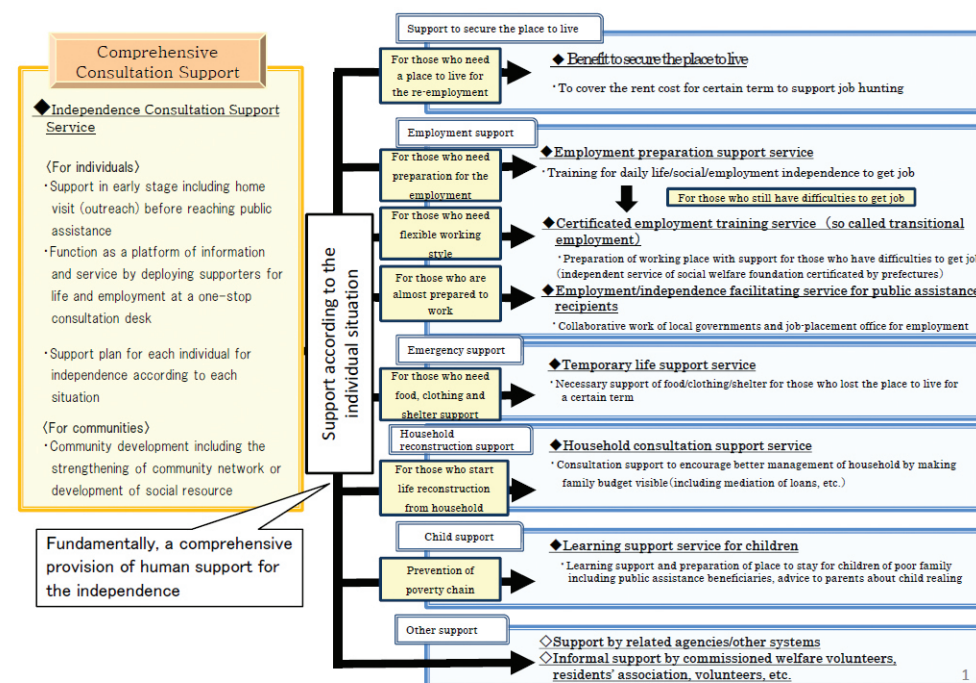 Comprehensive
Consultation Support
◆Independence Consultation Support
Service
〈For individuals〉
・Support in early stage including home
visit (outreach) before reaching public
assistance
・Function as a platform of information
and service by deploying supporters for
life and employment at a one-stop
consultation desk
・Support plan for each individual for
independence according to each
situation
〈For communities〉
・Community development including the
strengthening of community network or
development of social resource
Fundamentally, a comprehensive
provision of human support for
the independence
Support according to the
individual situation
Support to secure the place to live
For those who need
a place to live for
the re-employment
◆ Benefit to secure the place to live
・To cover the rent cost for certain term to support job hunting
Employment support
For those who need
preparation for the
employment
◆Employment preparation support service
・Training for daily life/social/employment independence to get job
For those who still have difficulties to get job
For those who need
flexible working
style
◆Certificated employment training service (so called transitional
employment)
・Preparation of working place with support for those who have difficulties to get job
(independent service of social welfare foundation certificated by prefectures)
For those who are
almost prepared to
work
◆Employment/independence facilitating service for public assistance
recipients
・Collaborative work of local governments and job-placement office for employment
Emergency support
For those who need
food, clothing and
shelter support
◆Temporary life support service
・Necessary support of food/clothing/shelter for those who lost the place to live for
a certain term
Household
reconstruction support
For those who start
life reconstruction
from household
◆Household consultation support service
・Consultation support to encourage better management of household by making
family budget visible(including mediation of loans, etc.)
Child support
Prevention of
poverty chain
◆Learning support service for children
・Learning support and preparation of place to stay for children of poor family
including public assistance beneficiaries, advice to parents about child realing
Other support
◇Support by related agencies/other systems
◇Informal support by commissioned welfare volunteers,
residents' association, volunteers, etc.
1